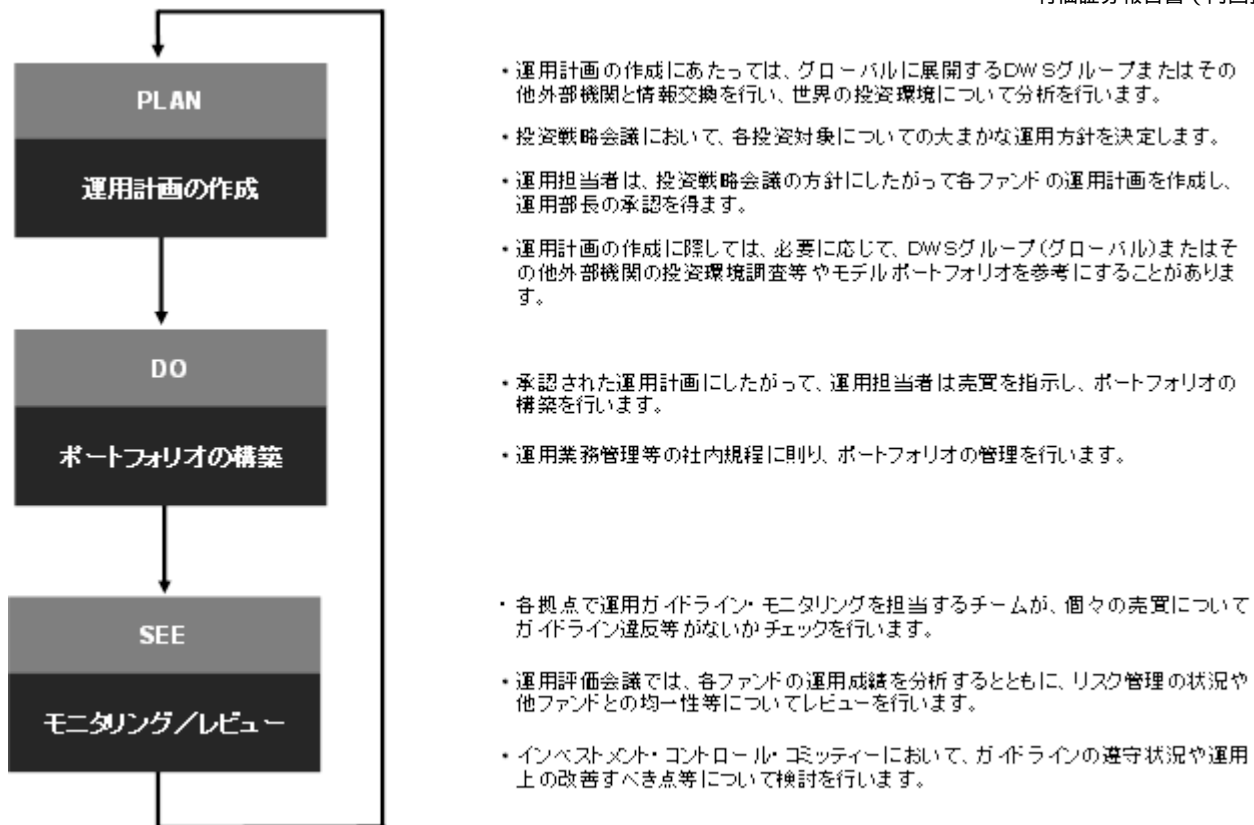 PLAN
運用計画の作成
・運用計画の作成にあたっては、グローバルに展開するDWSグループまたはその
他外部機関と情報交換を行い、世界の投資環境について分析を行います。
・投資戦略会議において、各投資対象についての大まかな運用方針を決定します。
・運用担当者は、投資戦略会議の方針にしたがって各ファンドの運用計画を作成し、
運用部長の承認を得ます。
・運用計画の作成に際しては、必要に応じて、DWSグループ(グローバル)またはそ
の他外部機関の投資環境調査等やモデルポートフォリオを参考にすることがありま
す。
DO
ポートフォリオの構築
・承認された運用計画にしたがって、運用担当者は売買を指示し、ポートフォリオの
構築を行います。
・運用業務管理等の社内規程に則り、ポートフォリオの管理を行います。
SEE
モニタリング／レビュー
・各拠点で運用ガイドライン・モニタリングを担当するチームが、個々の売買について
ガイドライン違反等がないかチェックを行います。
・運用評価会議では、各ファンドの運用成績を分析するとともに、リスク管理の状況や
他ファンドとの均一性等についてレビューを行います。
・インベストメント・コントロール・コミッティーにおいて、ガイドラインの遵守状況や運用
上の改善すべき点等について検討を行います。